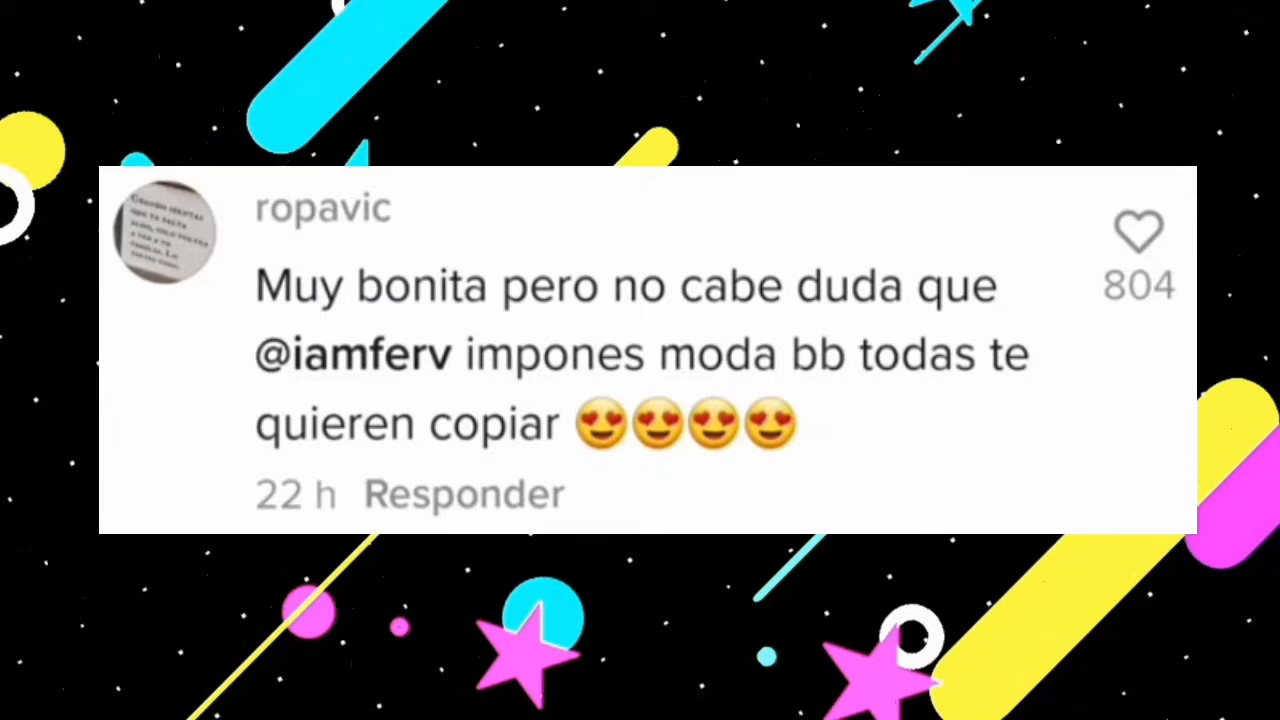 ropavic
Muy bonita pero no cabe duda que
@iamferv impones moda bb todas te
quieren copiar 😍😍😍😍
22 h Responder
804